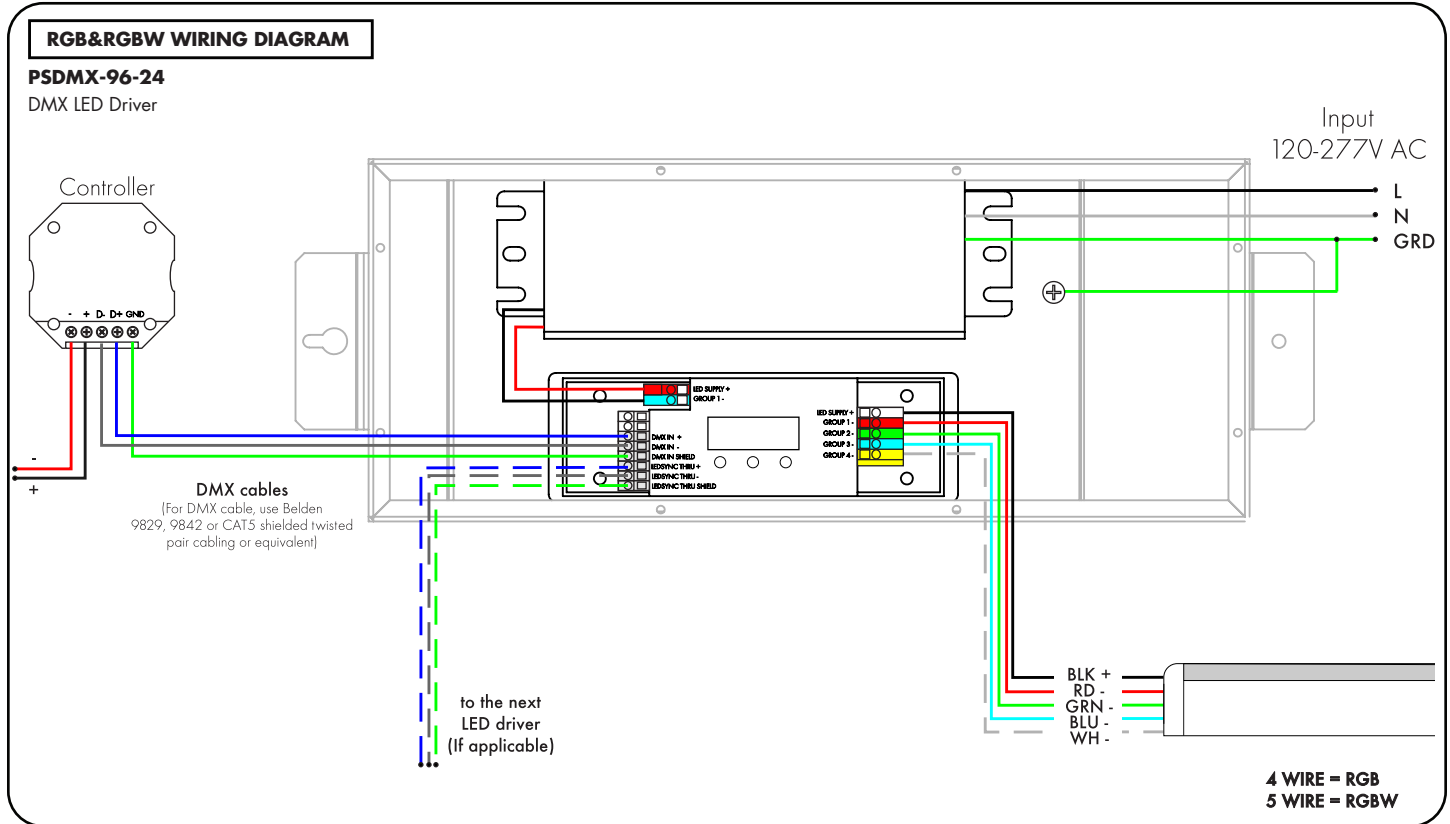 RGB&RGBW WIRING DIAGRAM
PSDMX-96-24
DMX LED Driver
Input
120-277V AC
L
N
GRD
Controller
- + D- D+ GND
-
+
DMX cables
(For DMX cable, use Belden
9829, 9842 or CAT5 shielded twisted
pair cabling or equivalent)
LED SUPPLY +
GROUP 1 -
DMX IN +
DMX IN -
DMX IN SHIELD
LEDSYNC THRU +
LEDSYNC THRU -
LEDSYNC THRU SHIELD
LED SUPPLY +
GROUP 1 -
GROUP 2 -
GROUP 3 -
GROUP 4 -
to the next
LED driver
(If applicable)
BLK +
RD -
GRN -
BLU -
WH -
4 WIRE = RGB
5 WIRE = RGBW